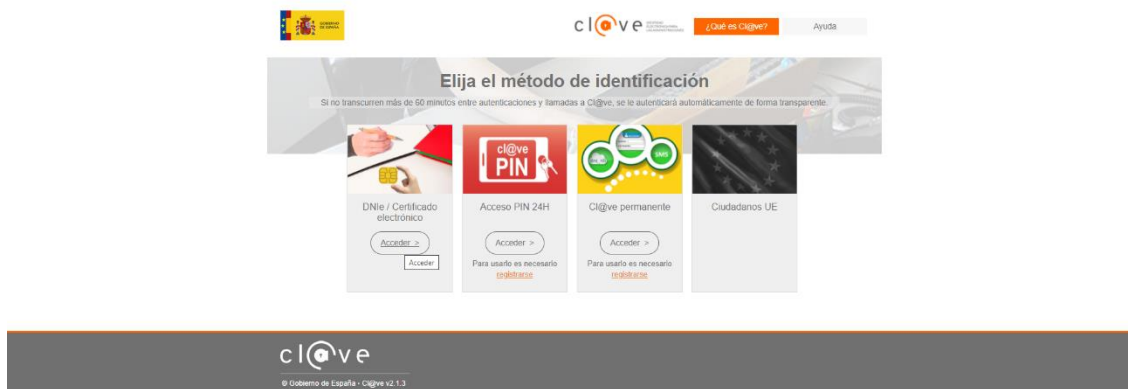 GOBIERNO
DE ESPAÑA
cl@ve
¿Qué es Cl@ve?
Ayuda
Elija el método de identificación
Si no transcurren más de 60 minutos entre autenticaciones y llamadas a Cl@ve, se le autenticará automáticamente de forma transparente.
cl@ve
PIN
SMS
DNIe / Certificado
electrónico
Acceder >
Acceder
Acceso PIN 24H
Acceder >
Para usarlo es necesario
registrarse
Cl@ve permanente
Acceder >
Para usarlo es necesario
registrarse
Ciudadanos UE
cl@ve
© Gobierno de España - Cl@ve v2.1.3